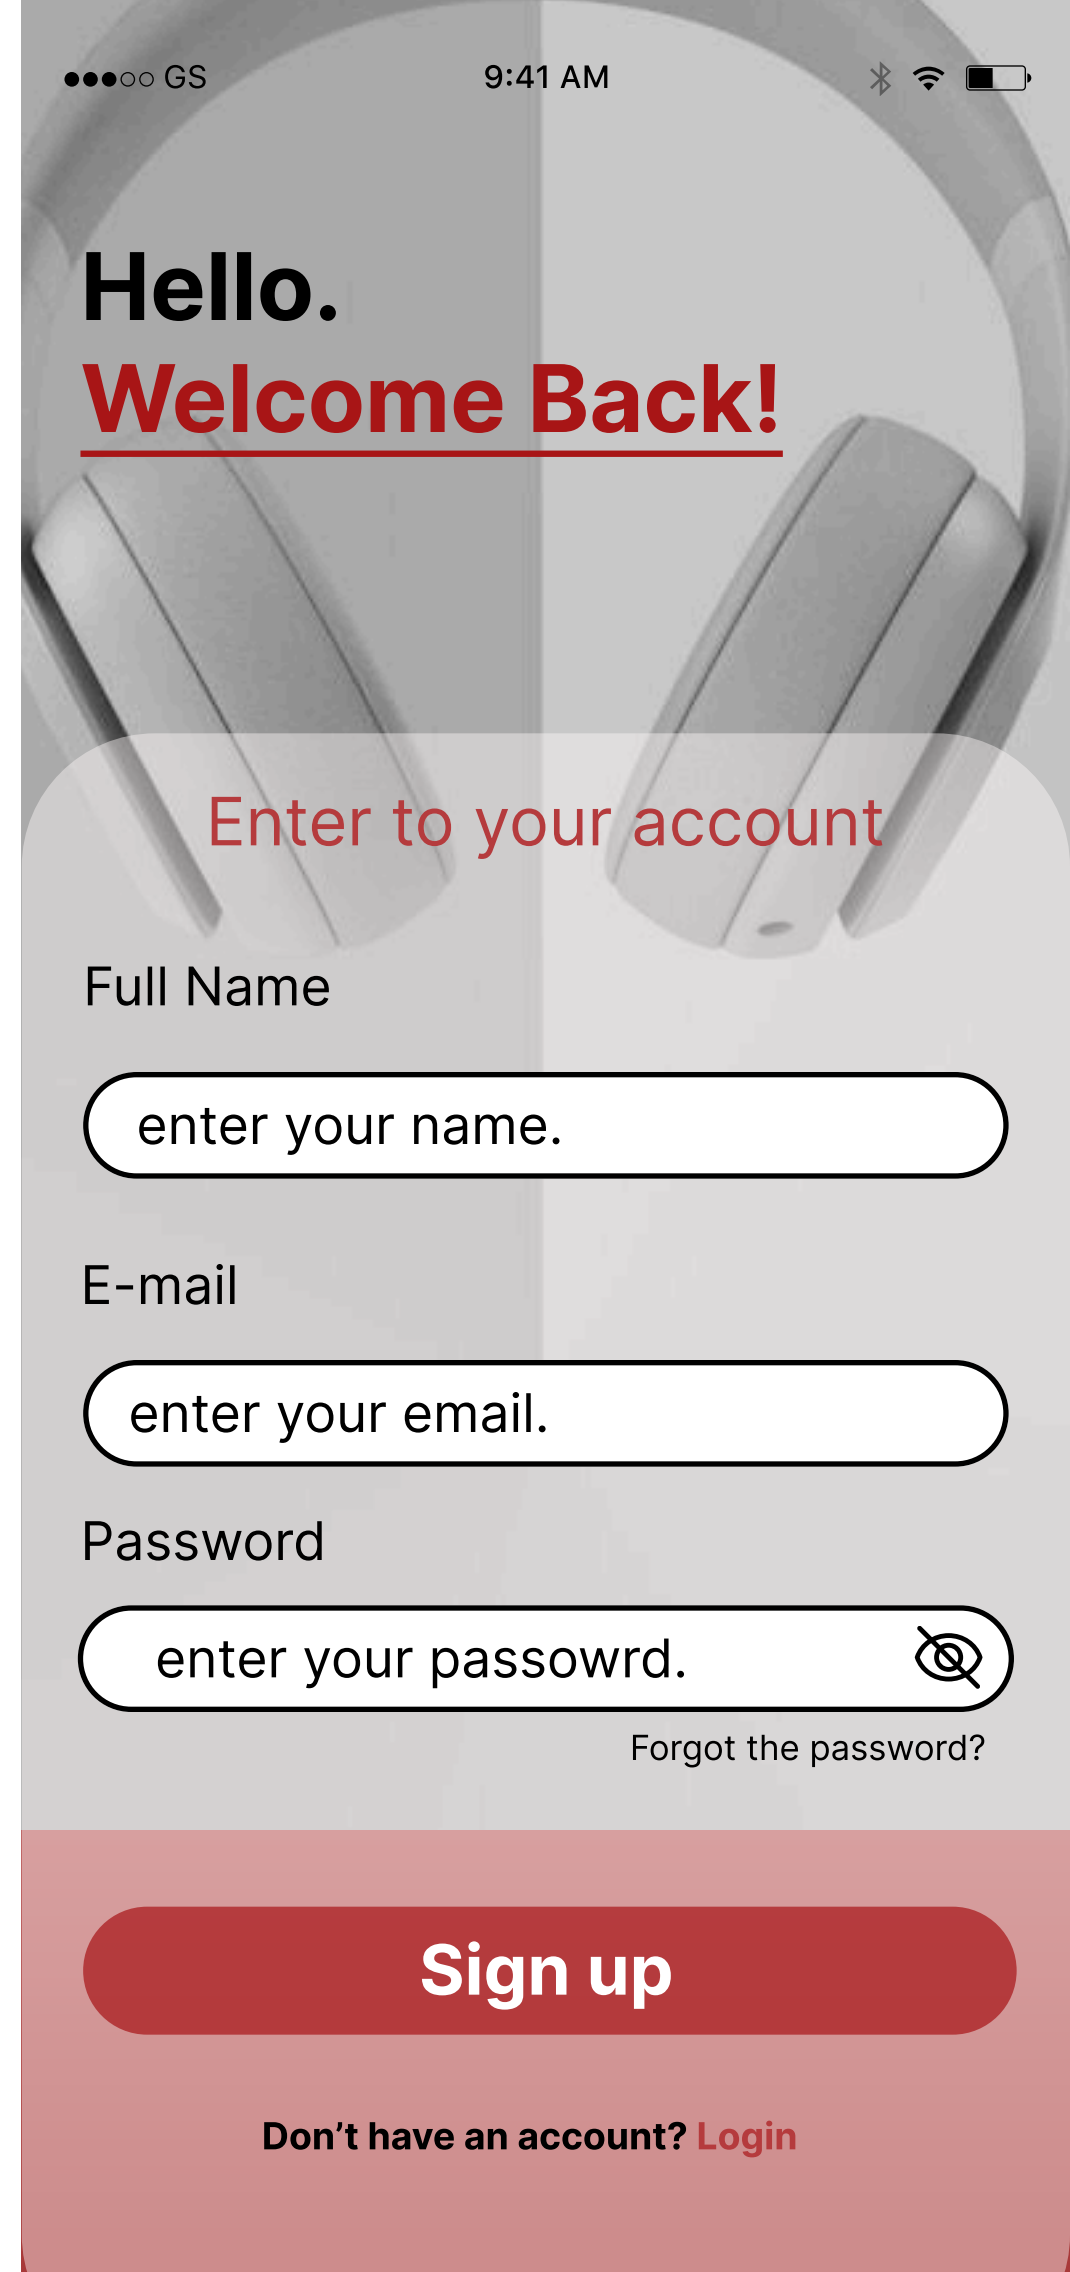 GS 9:41 AM
Hello.
Welcome Back!
Enter to your account
Full Name
enter your name.
E-mail
enter your email.
Password
enter your passowrd.
Forgot the password?
Sign up
Don’t have an account? Login